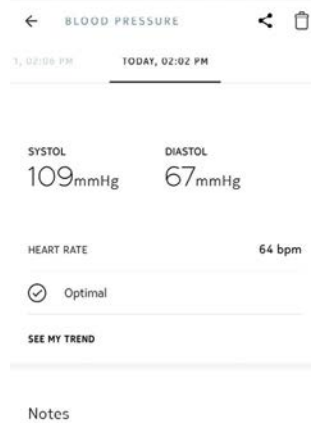 BLOOD PRESSURE
1, 02:06 PM TODAY, 02:02 PM
SYSTOL DIASTOL
109mmHg 67mmHg
HEART RATE 64 bpm
Optimal
SEE MY TREND
Notes